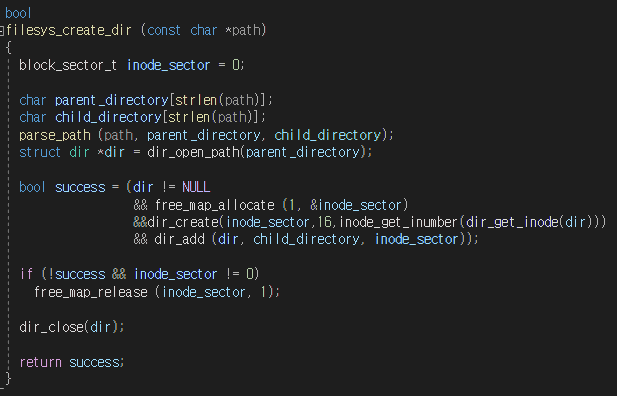 bool
filesys_create_dir (const char *path)
{
block_sector_t inode_sector = 0;
char parent_directory[strlen(path)];
char child_directory[strlen(path)];
parse_path (path, parent_directory, child_directory);
struct dir *dir = dir_open_path(parent_directory);
bool success = (dir != NULL
&& free_map_allocate (1, &inode_sector)
&&dir_create(inode_sector,16,inode_get_inumber(dir_get_inode(dir)))
&& dir_add (dir, child_directory, inode_sector));
if (!success && inode_sector != 0)
free_map_release (inode_sector, 1);
dir_close(dir);
return success;
}